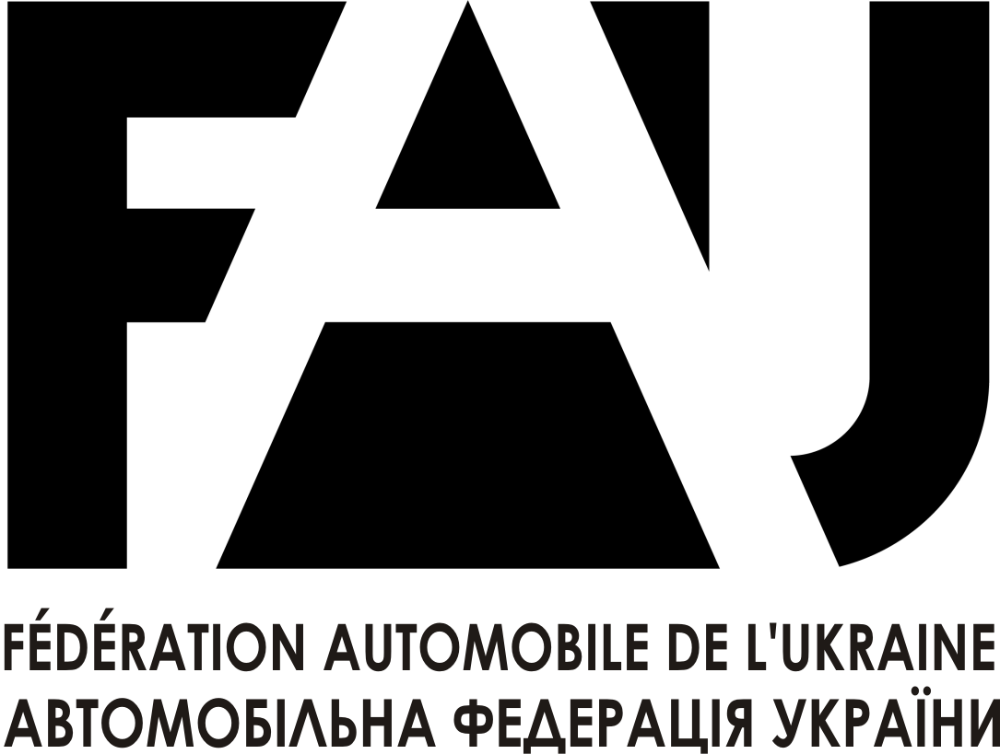 FAU
FÉDÉRATION AUTOMOBILE DE L'UKRAINE
АВТОМОБІЛЬНА ФЕДЕРАЦІЯ УКРАЇНИ